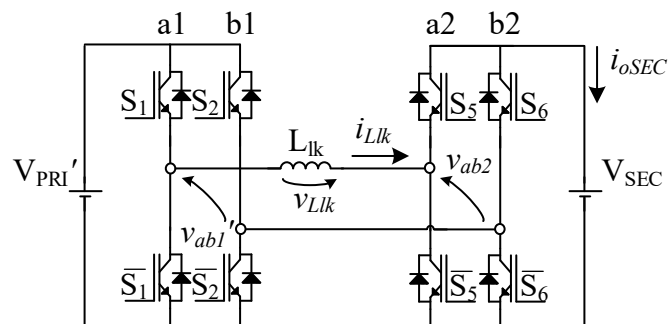 a1 b1 a2 b2
i_oSEC
S₁ S₂ S₅ S₆
L_lk i_Llk
V_PRI′ v_Llk v_ab2 V_SEC
v_ab1′
S̅₁ S̅₂ S̅₅ S̅₆